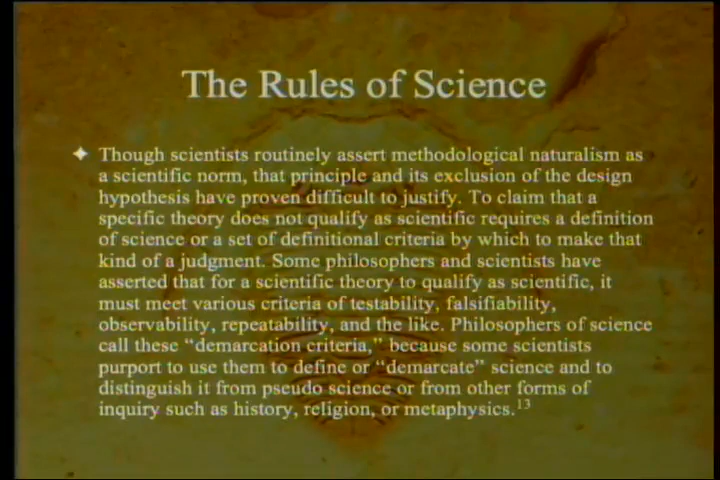 The Rules of Science
Though scientists routinely assert methodological naturalism as
a scientific norm, that principle and its exclusion of the design
hypothesis have proven difficult to justify. To claim that a
specific theory does not qualify as scientific requires a definition
of science or a set of definitional criteria by which to make that
kind of a judgment. Some philosophers and scientists have
asserted that for a scientific theory to qualify as scientific, it
must meet various criteria of testability, falsifiability,
observability, repeatability, and the like. Philosophers of science
call these “demarcation criteria,” because some scientists
purport to use them to define or “demarcate” science and to
distinguish it from pseudo science or from other forms of
inquiry such as history, religion, or metaphysics.13